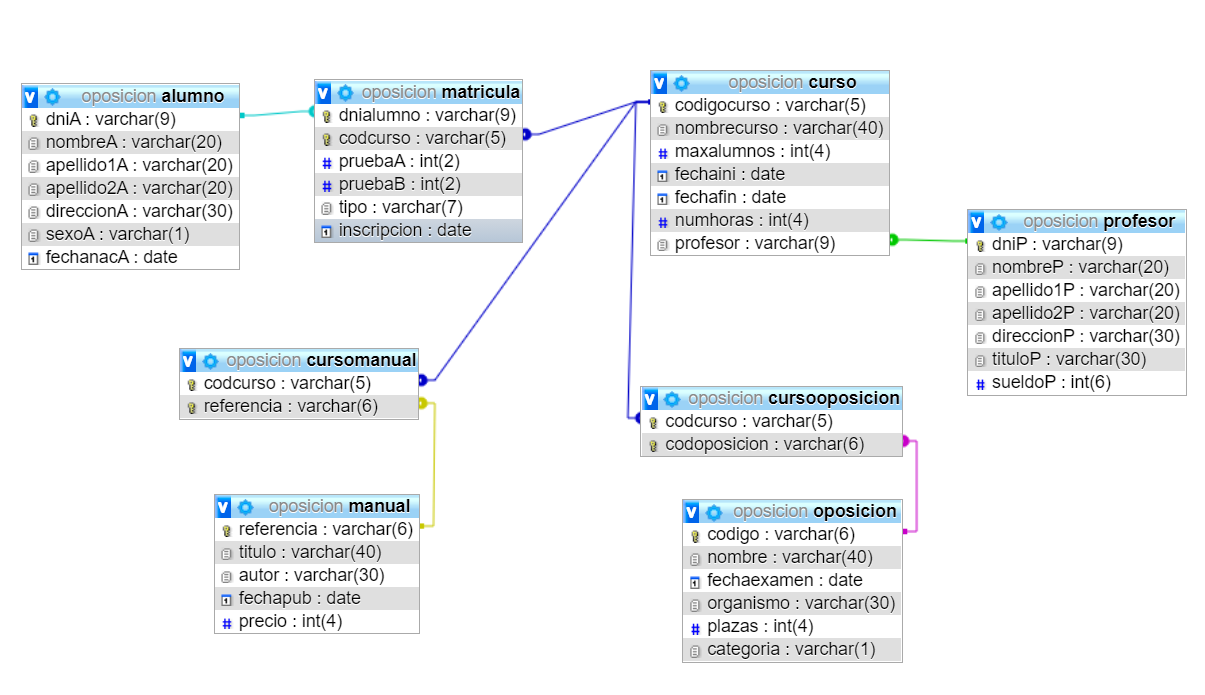 oposicion alumno
dniA : varchar(9)
nombreA : varchar(20)
apellido1A : varchar(20)
apellido2A : varchar(20)
direccionA : varchar(30)
sexoA : varchar(1)
fechanacA : date
oposicion matricula
dnialumno : varchar(9)
codcurso : varchar(5)
# pruebaA : int(2)
# pruebaB : int(2)
tipo : varchar(7)
inscripcion : date
oposicion curso
codigocurso : varchar(5)
nombrecurso : varchar(40)
# maxalumnos : int(4)
fechaini : date
fechafin : date
# numhoras : int(4)
profesor : varchar(9)
oposicion profesor
dniP : varchar(9)
nombreP : varchar(20)
apellido1P : varchar(20)
apellido2P : varchar(20)
direccionP : varchar(30)
tituloP : varchar(30)
# sueldoP : int(6)
oposicion cursomanual
codcurso : varchar(5)
referencia : varchar(6)
oposicion cursooposicion
codcurso : varchar(5)
codoposicion : varchar(6)
oposicion manual
referencia : varchar(6)
titulo : varchar(40)
autor : varchar(30)
fechapub : date
# precio : int(4)
oposicion oposicion
codigo : varchar(6)
nombre : varchar(40)
fechaexamen : date
organismo : varchar(30)
# plazas : int(4)
categoria : varchar(1)